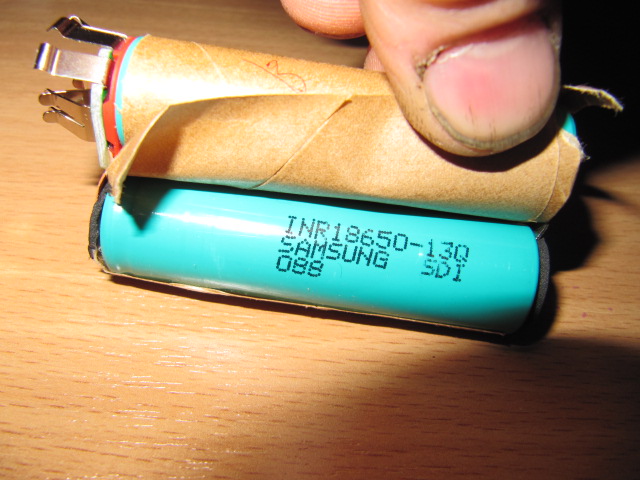 INR18650-13Q
SAMSUNG SDI
088